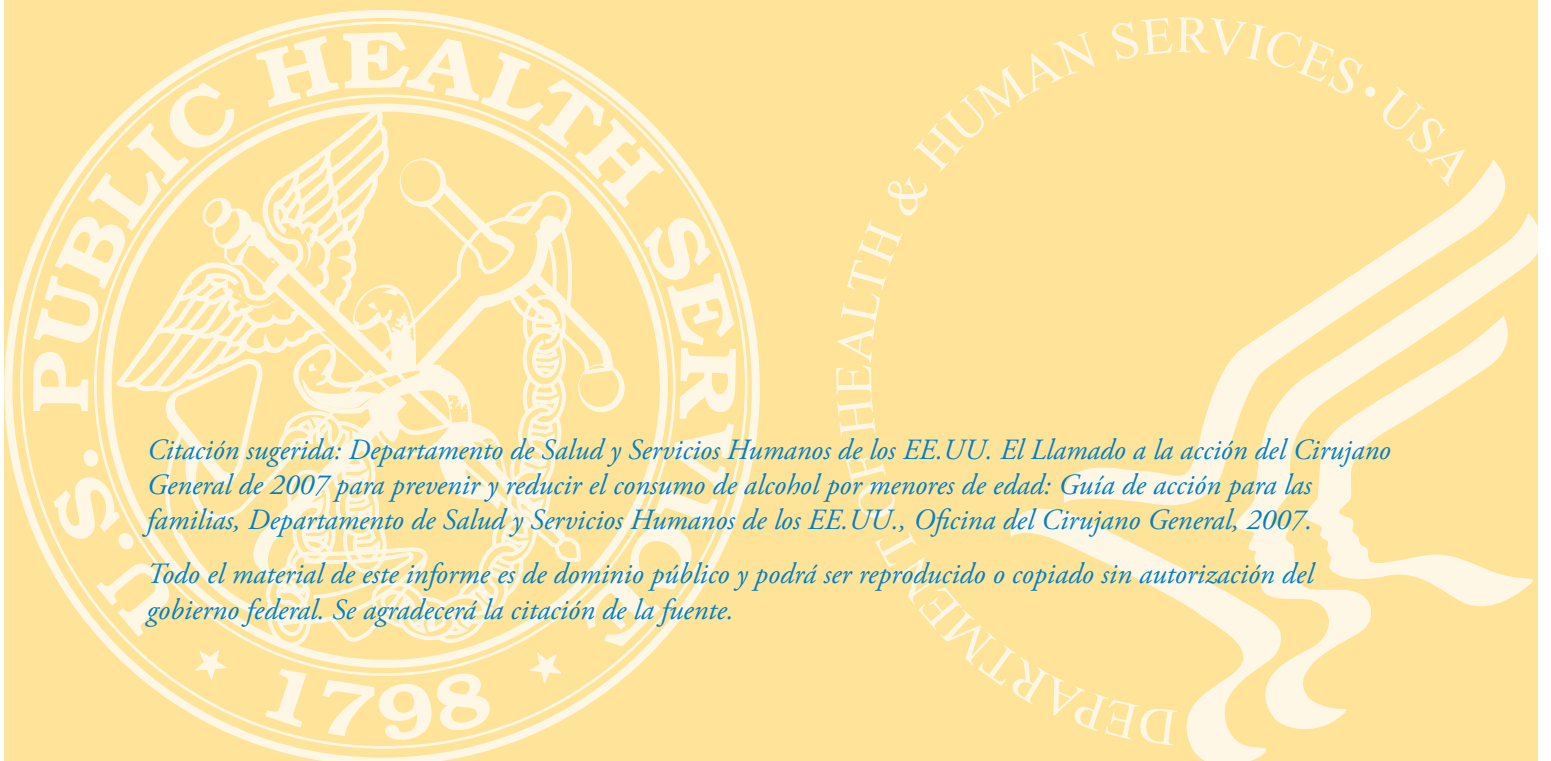 U.S. PUBLIC HEALTH SERVICE
1798
DEPARTMENT OF HEALTH & HUMAN SERVICES • USA
Citación sugerida: Departamento de Salud y Servicios Humanos de los EE.UU. El Llamado a la acción del Cirujano
General de 2007 para prevenir y reducir el consumo de alcohol por menores de edad: Guía de acción para las
familias, Departamento de Salud y Servicios Humanos de los EE.UU., Oficina del Cirujano General, 2007.
Todo el material de este informe es de dominio público y podrá ser reproducido o copiado sin autorización del
gobierno federal. Se agradecerá la citación de la fuente.